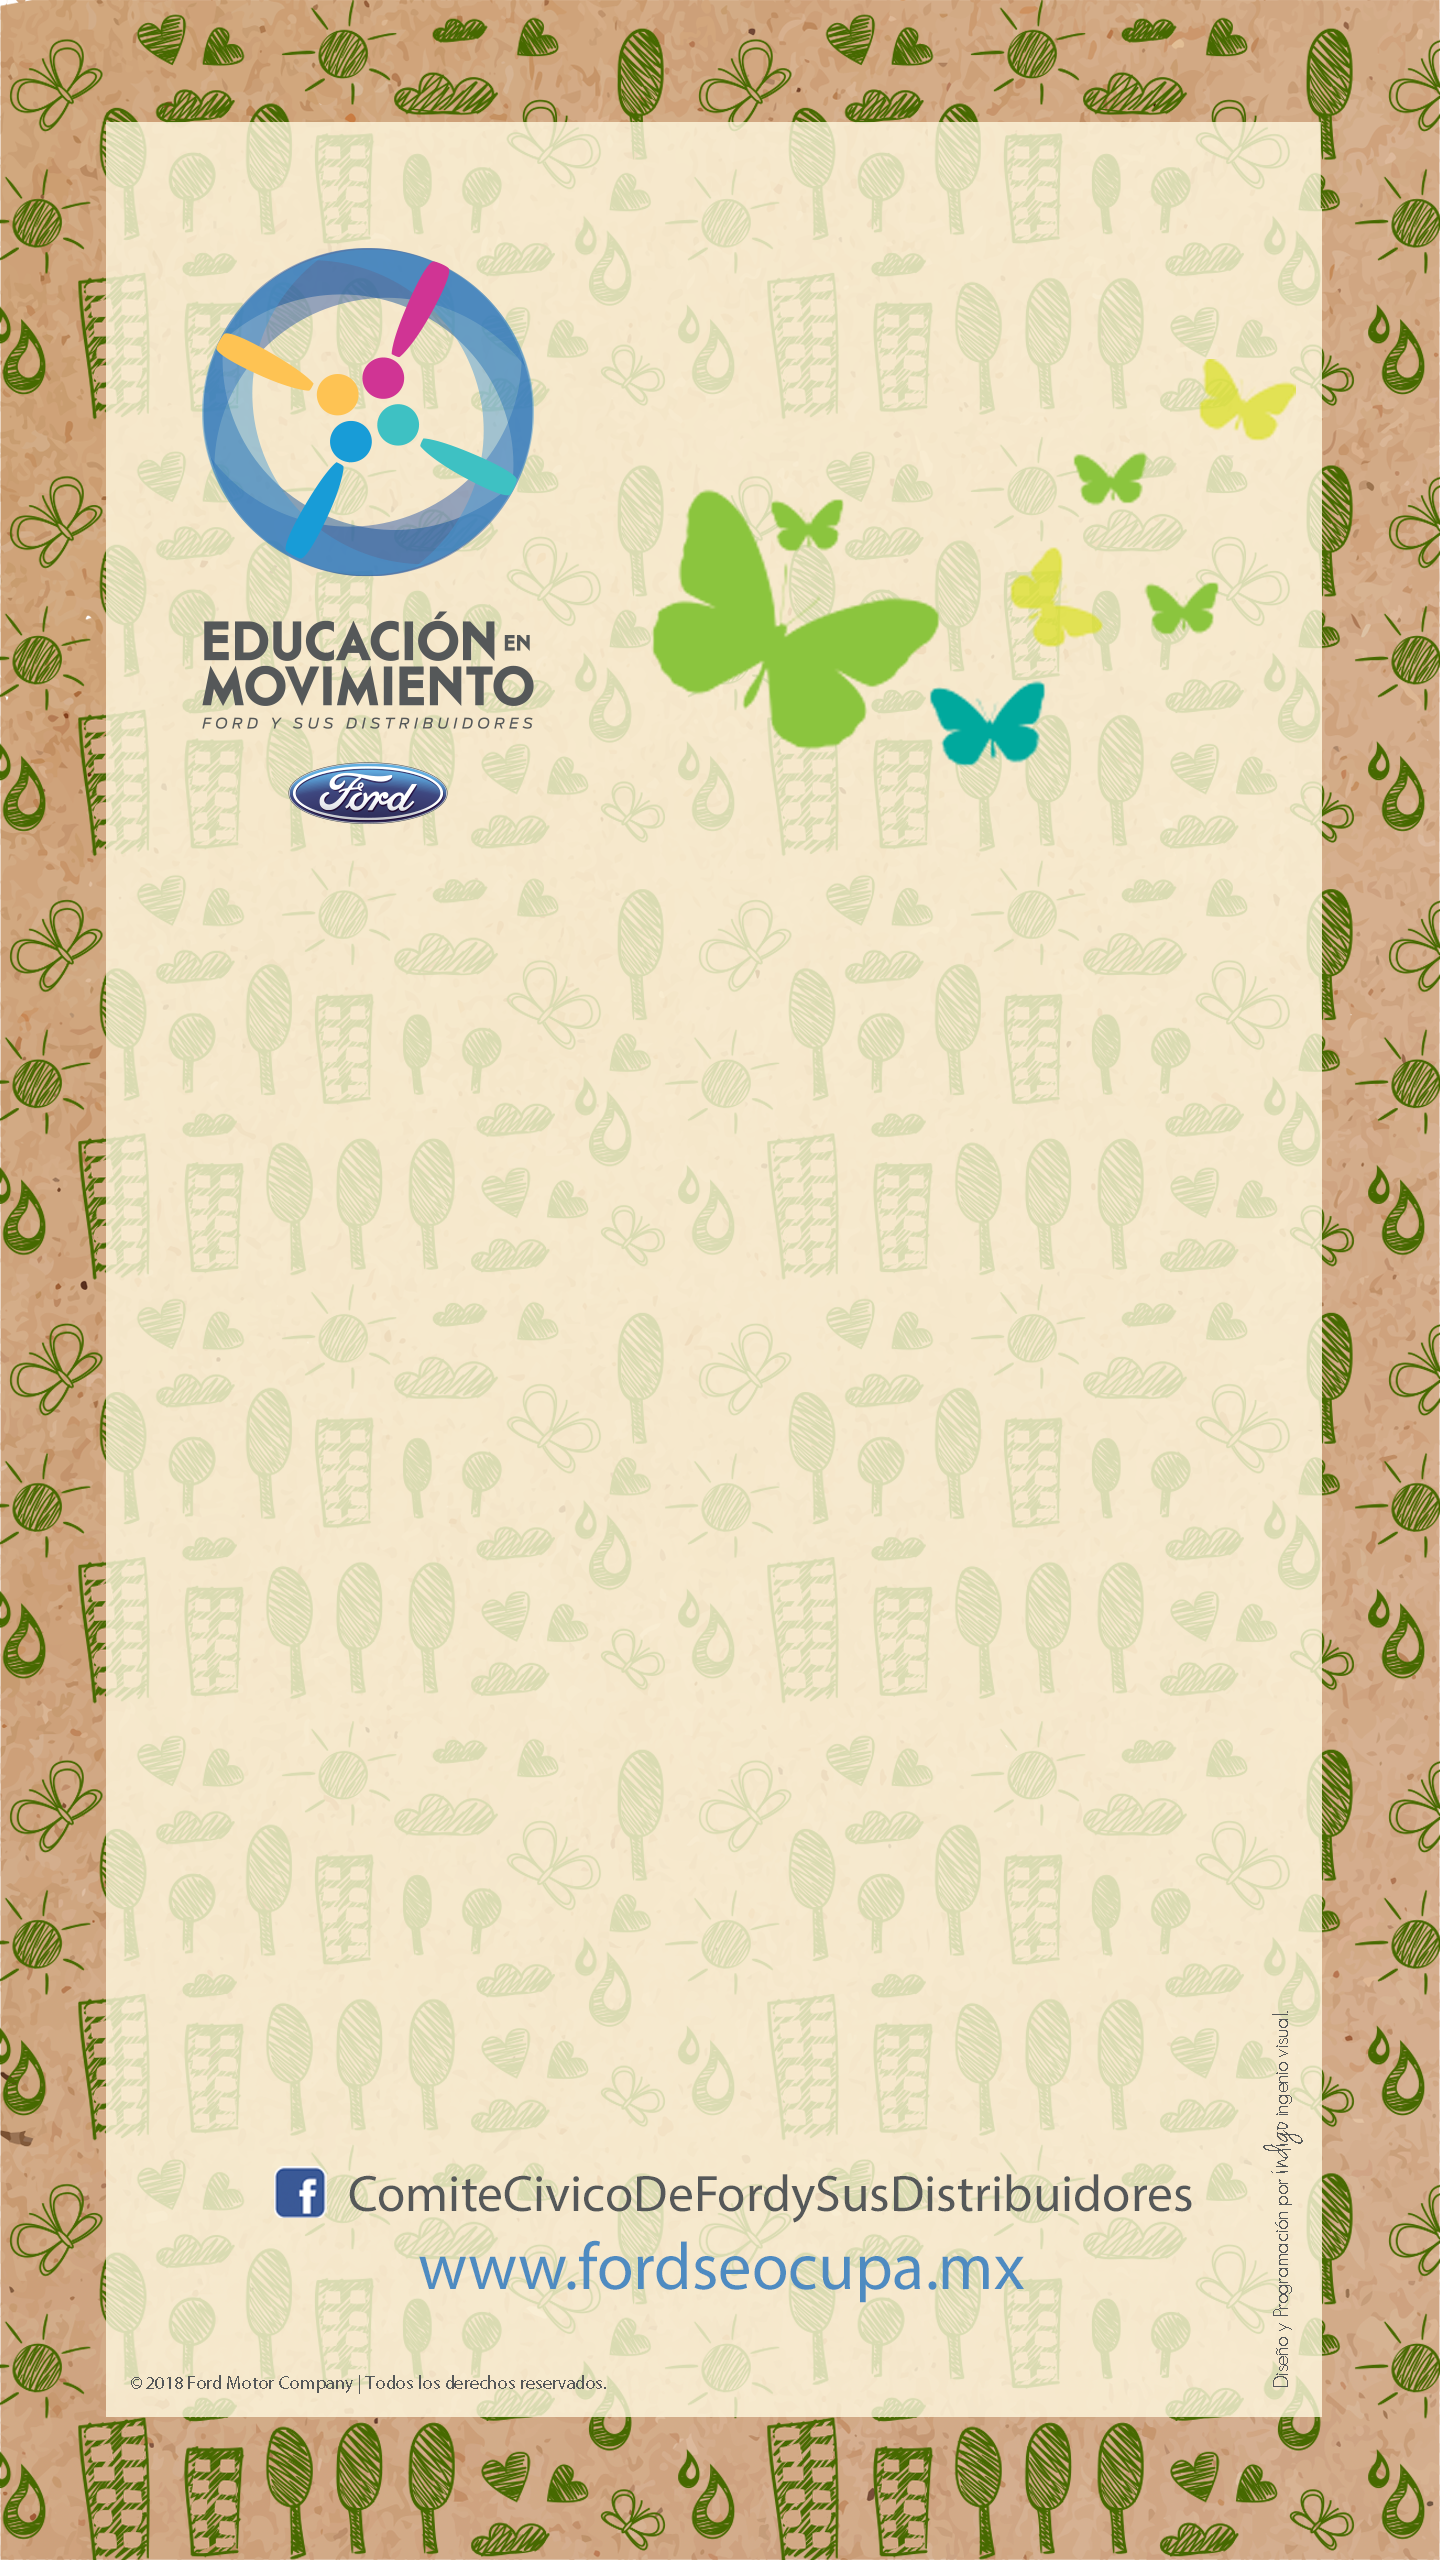 EDUCACIÓN EN
MOVIMIENTO
FORD Y SUS DISTRIBUIDORES
Ford
ComiteCivicoDeFordySusDistribuidores
www.fordseocupa.mx
© 2018 Ford Motor Company | Todos los derechos reservados.
Diseño y Programación por índigo ingenio visual.